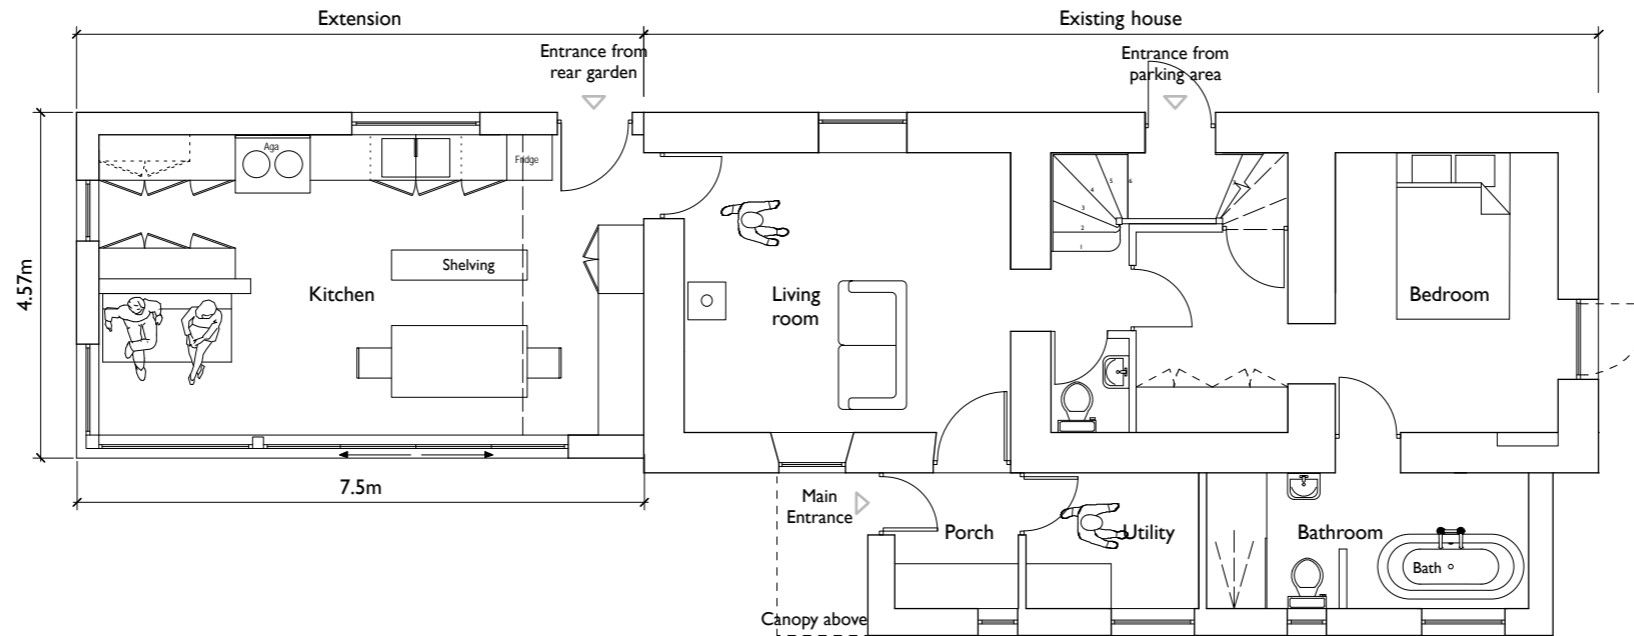 Extension
Existing house
Entrance from
rear garden
Entrance from
parking area
Aga
Fridge
4.57m
Shelving
Kitchen
Living
room
Bedroom
6
5
4
3
2
1
7.5m
Main
Entrance
Porch
Utility
Bathroom
Bath
Canopy above